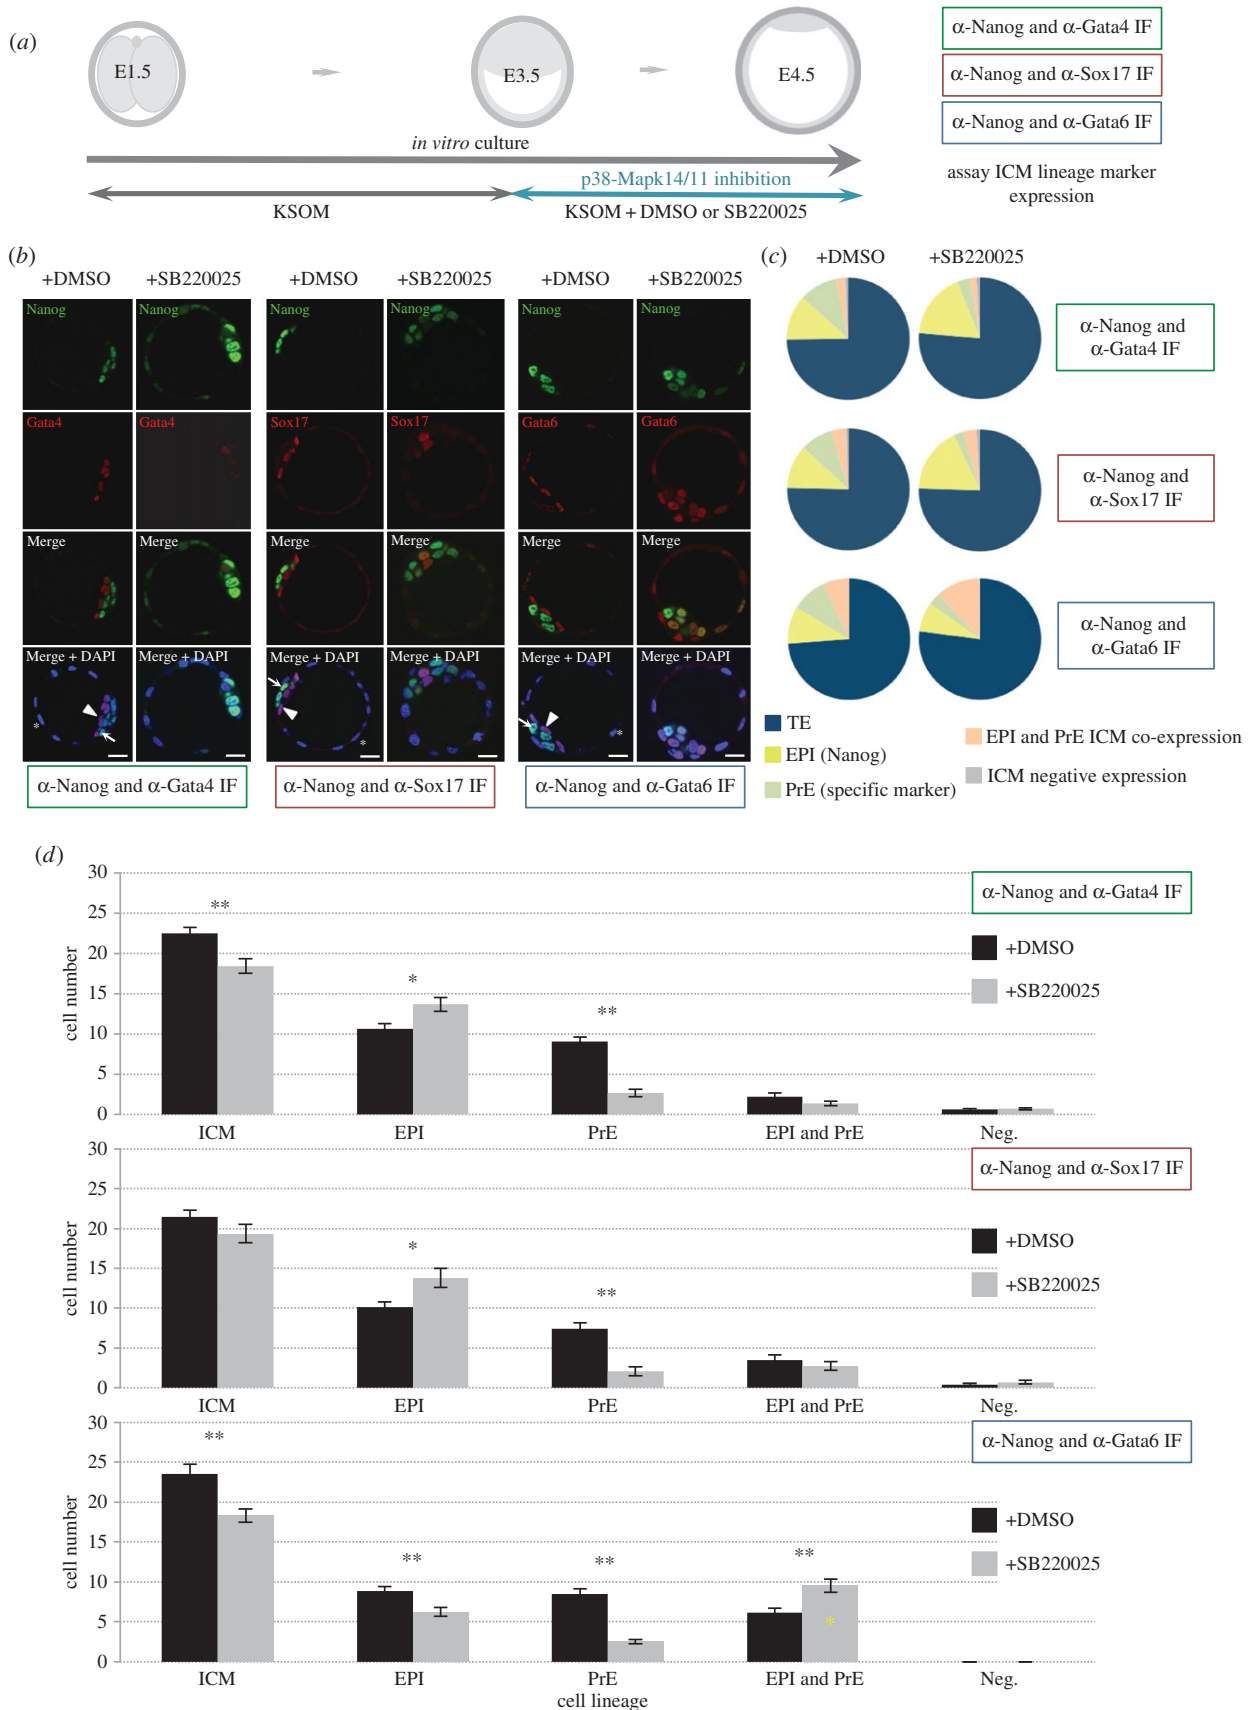 (a)
E1.5
E3.5
E4.5
in vitro culture
p38-Mapk14/11 inhibition
KSOM
KSOM + DMSO or SB220025
α-Nanog and α-Gata4 IF
α-Nanog and α-Sox17 IF
α-Nanog and α-Gata6 IF
assay ICM lineage marker
expression
(b)
+DMSO +SB220025 +DMSO +SB220025 +DMSO +SB220025
Nanog Nanog Nanog Nanog Nanog Nanog
Gata4 Gata4 Sox17 Sox17 Gata6 Gata6
Merge Merge Merge Merge Merge Merge
Merge + DAPI Merge + DAPI Merge + DAPI Merge + DAPI Merge + DAPI Merge + DAPI
* * *
α-Nanog and α-Gata4 IF α-Nanog and α-Sox17 IF α-Nanog and α-Gata6 IF
(c)
+DMSO +SB220025
α-Nanog and
α-Gata4 IF
α-Nanog and
α-Sox17 IF
α-Nanog and
α-Gata6 IF
TE
EPI (Nanog)
PrE (specific marker)
EPI and PrE ICM co-expression
ICM negative expression
(d)
α-Nanog and α-Gata4 IF
+DMSO
+SB220025
cell number
30
25
20
15
10
5
0
** * **
ICM EPI PrE EPI and PrE Neg.
α-Nanog and α-Sox17 IF
+DMSO
+SB220025
cell number
30
25
20
15
10
5
0
* **
ICM EPI PrE EPI and PrE Neg.
α-Nanog and α-Gata6 IF
+DMSO
+SB220025
cell number
30
25
20
15
10
5
0
** ** ** **
*
ICM EPI PrE EPI and PrE Neg.
cell lineage